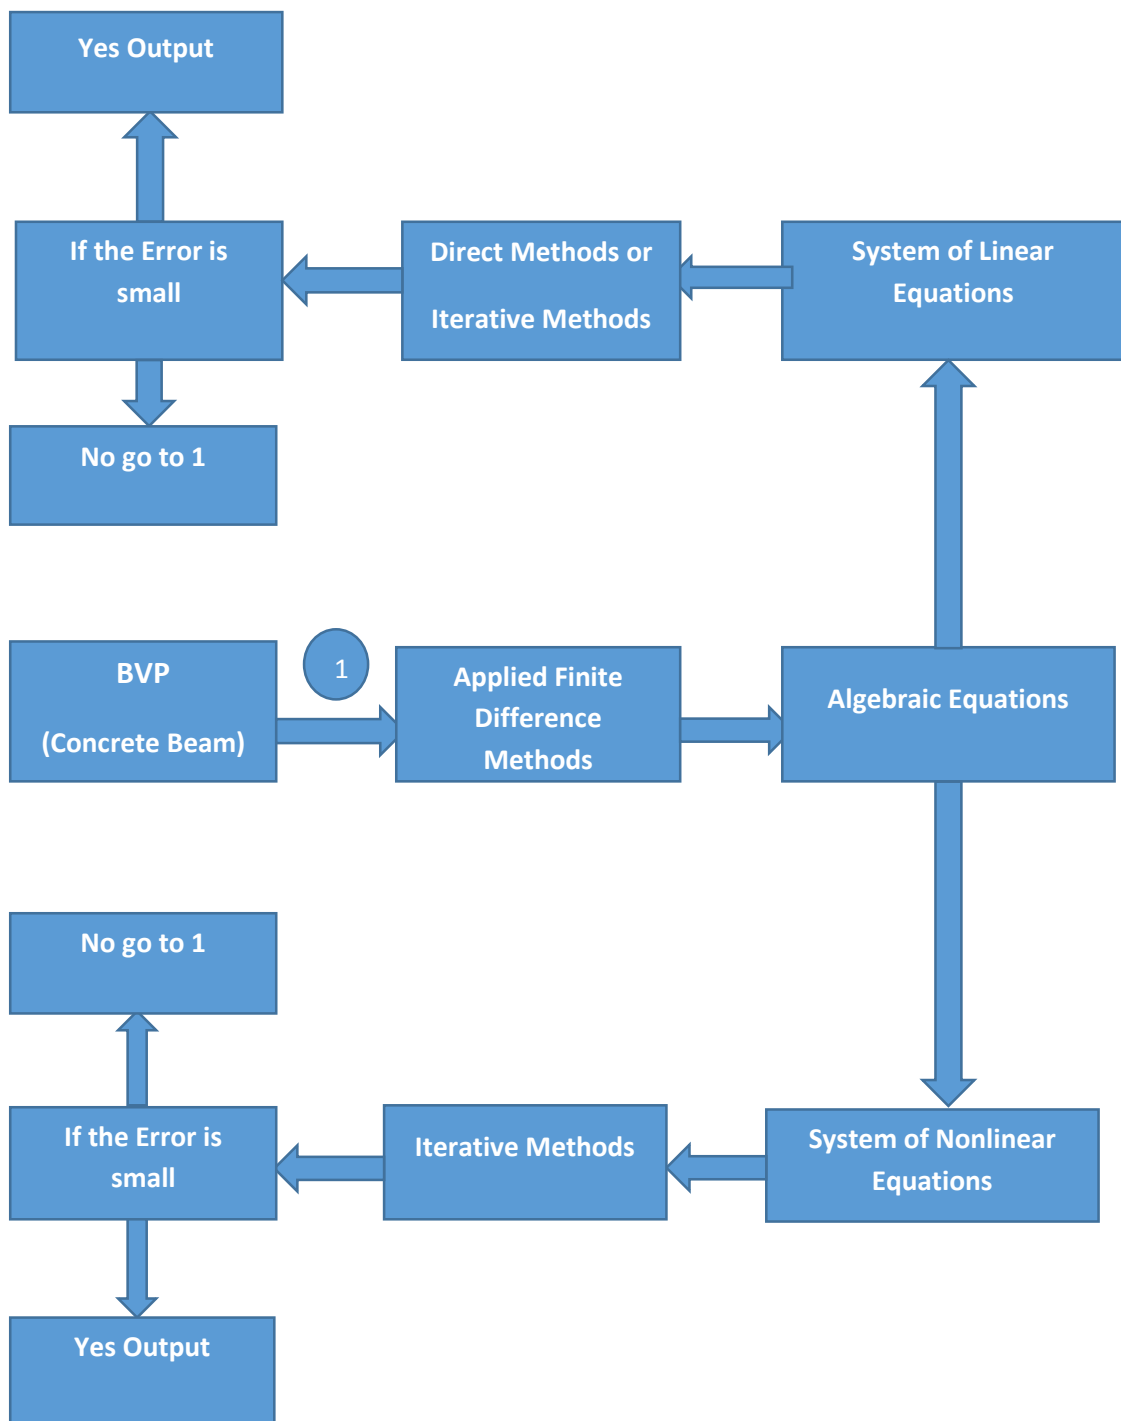 Yes Output
If the Error is
small
Direct Methods or
Iterative Methods
System of Linear
Equations
No go to 1
BVP
(Concrete Beam)
1
Applied Finite
Difference
Methods
Algebraic Equations
No go to 1
If the Error is
small
Iterative Methods
System of Nonlinear
Equations
Yes Output